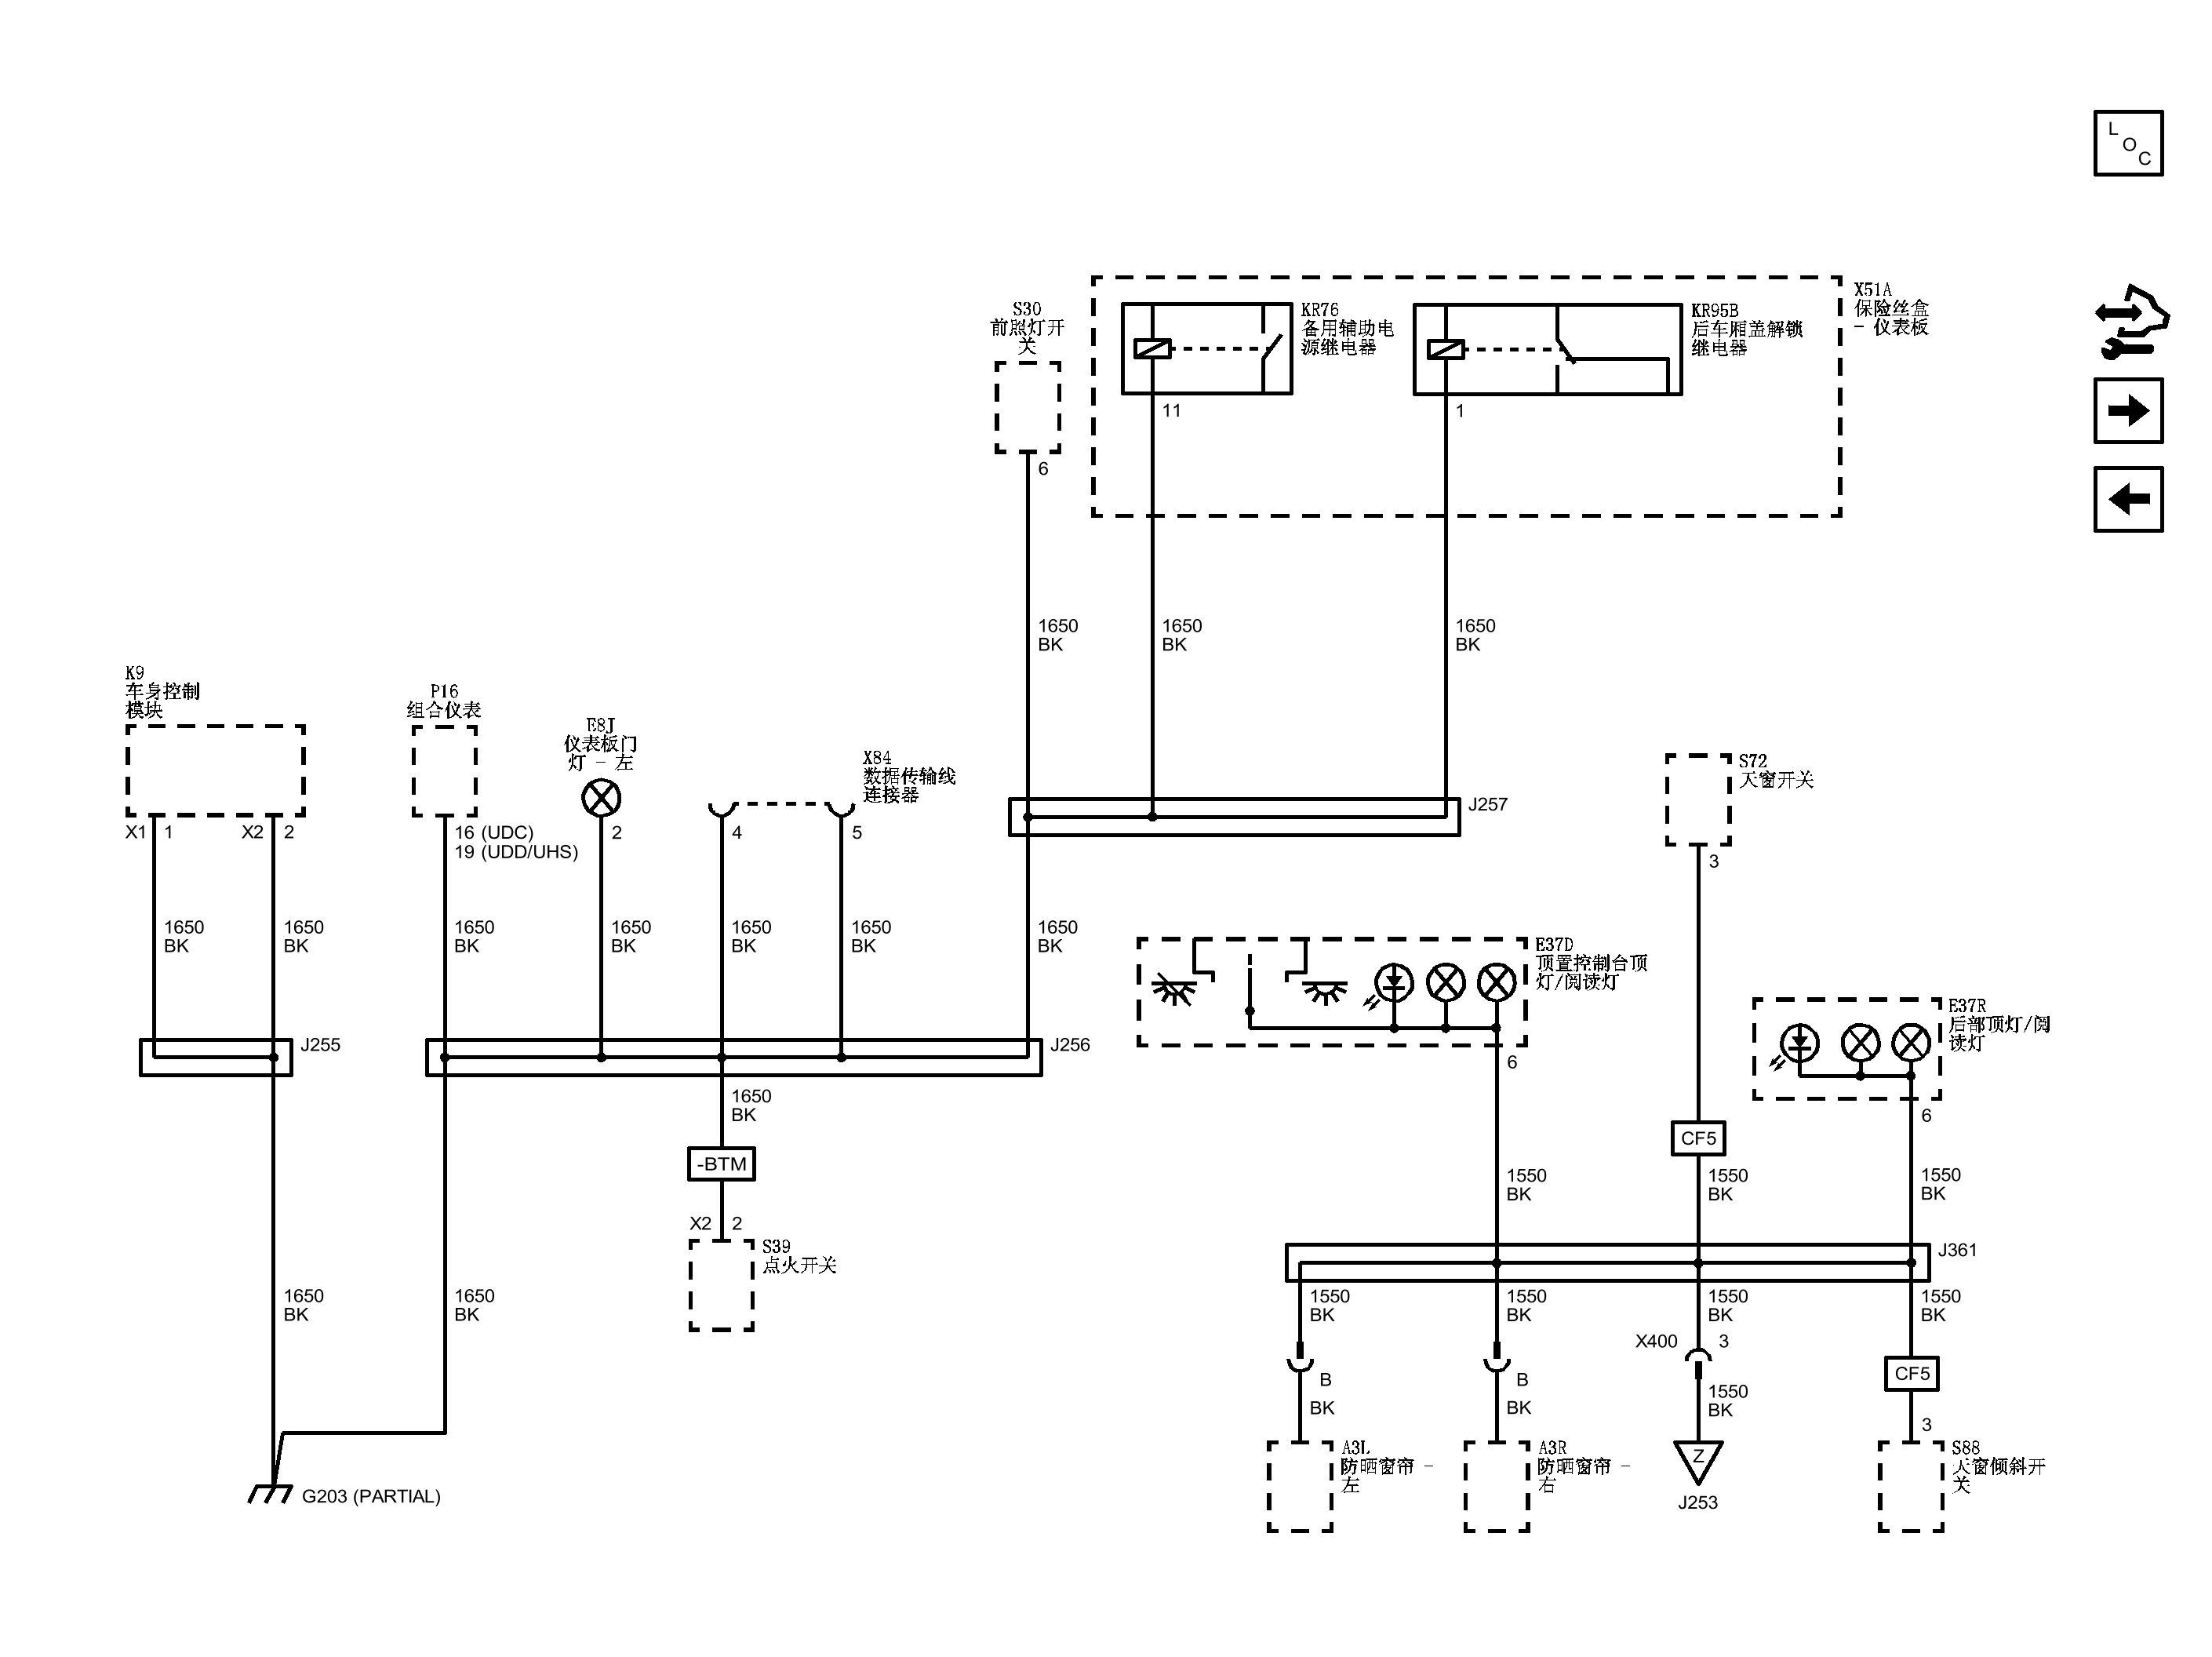 L
O
C
X51A
保险丝盒
- 仪表板
S30
前照灯开
关
KR76
备用辅助电
源继电器
KR95B
后车厢盖解锁
继电器
11
1
6
1650
BK
1650
BK
1650
BK
K9
车身控制
模块
P16
组合仪表
E8J
仪表板门
灯 - 左
X84
数据传输线
连接器
S72
天窗开关
J257
X1
1
X2
2
16 (UDC)
19 (UDD/UHS)
2
4
5
3
1650
BK
1650
BK
1650
BK
1650
BK
1650
BK
1650
BK
1650
BK
E37D
顶置控制台顶
灯/阅读灯
E37R
后部顶灯/阅
读灯
J255
J256
6
6
1650
BK
CF5
-BTM
1550
BK
1550
BK
1550
BK
X2
2
S39
点火开关
J361
1650
BK
1650
BK
1550
BK
1550
BK
1550
BK
1550
BK
X400
3
B
B
CF5
BK
BK
1550
BK
3
A3L
防晒窗帘 -
左
A3R
防晒窗帘 -
右
Z
J253
S88
天窗倾斜开
关
G203 (PARTIAL)